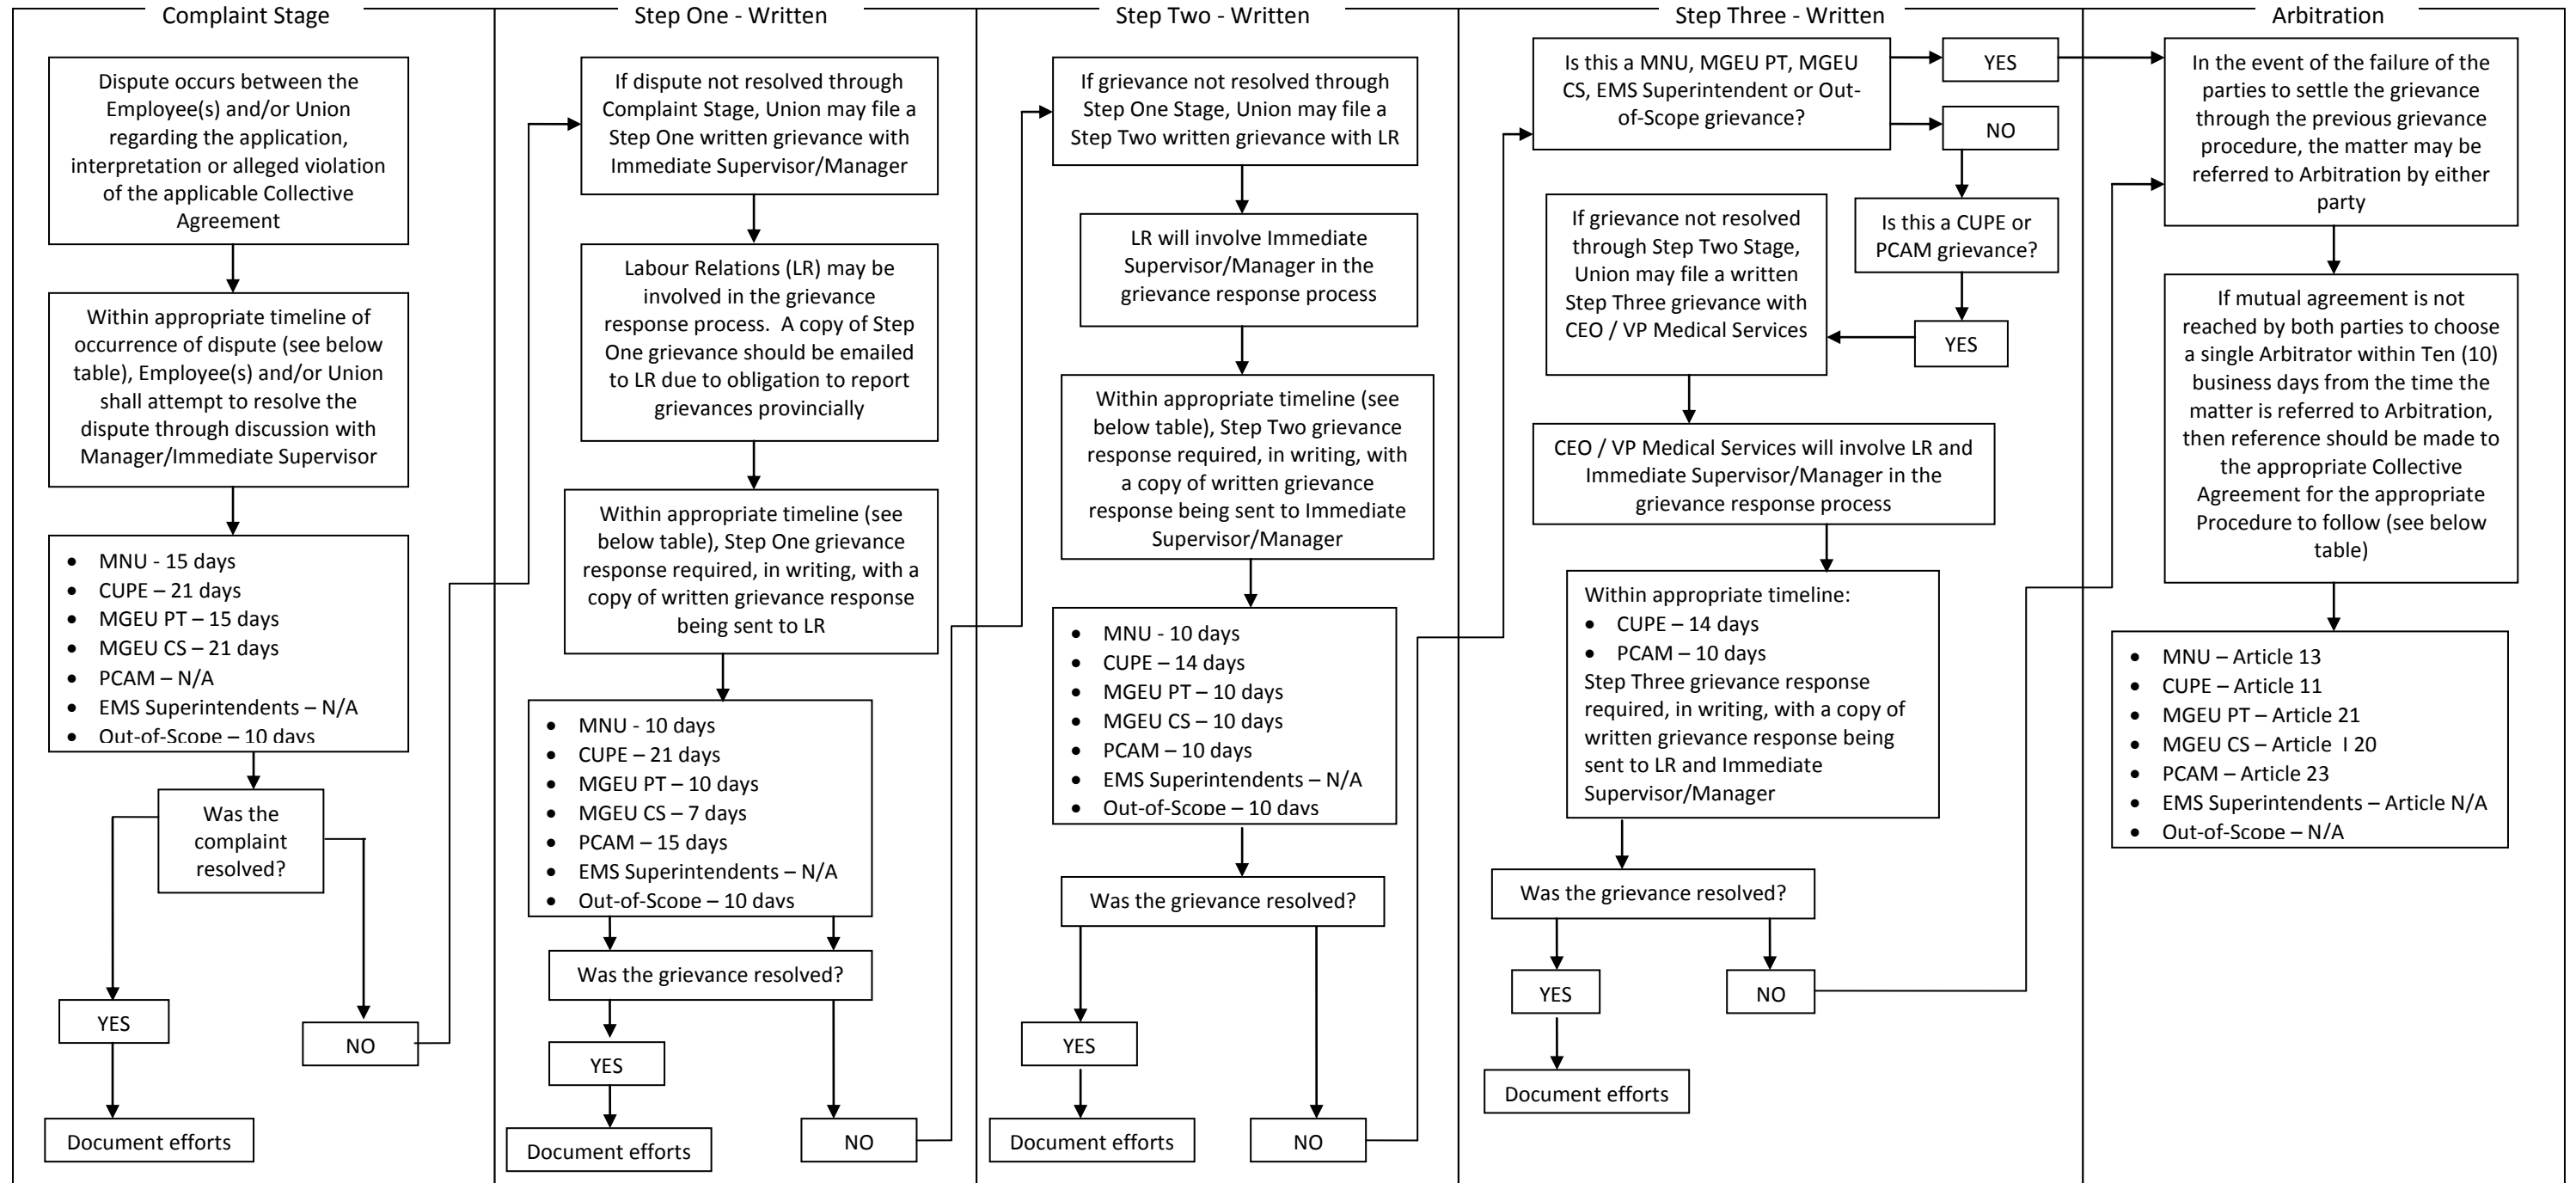 Complaint Stage
Dispute occurs between the
Employee(s) and/or Union
regarding the application,
interpretation or alleged violation
of the applicable Collective
Agreement
Within appropriate timeline of
occurrence of dispute (see below
table), Employee(s) and/or Union
shall attempt to resolve the
dispute through discussion with
Manager/Immediate Supervisor
• MNU - 15 days
• CUPE – 21 days
• MGEU PT – 15 days
• MGEU CS – 21 days
• PCAM – N/A
• EMS Superintendents – N/A
• Out-of-Scope – 10 days
Was the
complaint
resolved?
YES
NO
Document efforts
Step One - Written
If dispute not resolved through
Complaint Stage, Union may file a
Step One written grievance with
Immediate Supervisor/Manager
Labour Relations (LR) may be
involved in the grievance
response process.  A copy of Step
One grievance should be emailed
to LR due to obligation to report
grievances provincially
Within appropriate timeline (see
below table), Step One grievance
response required, in writing, with a
copy of written grievance response
being sent to LR
• MNU - 10 days
• CUPE – 21 days
• MGEU PT – 10 days
• MGEU CS – 7 days
• PCAM – 15 days
• EMS Superintendents – N/A
• Out-of-Scope – 10 days
Was the grievance resolved?
YES
NO
Document efforts
Step Two - Written
If grievance not resolved through
Step One Stage, Union may file a
Step Two written grievance with LR
LR will involve Immediate
Supervisor/Manager in the
grievance response process
Within appropriate timeline (see
below table), Step Two grievance
response required, in writing, with
a copy of written grievance
response being sent to Immediate
Supervisor/Manager
• MNU - 10 days
• CUPE – 14 days
• MGEU PT – 10 days
• MGEU CS – 10 days
• PCAM – 10 days
• EMS Superintendents – N/A
• Out-of-Scope – 10 days
Was the grievance resolved?
YES
NO
Document efforts
Step Three - Written
Is this a MNU, MGEU PT, MGEU
CS, EMS Superintendent or Out-
of-Scope grievance?
YES
NO
Is this a CUPE or
PCAM grievance?
YES
If grievance not resolved
through Step Two Stage,
Union may file a written
Step Three grievance with
CEO / VP Medical Services
CEO / VP Medical Services will involve LR and
Immediate Supervisor/Manager in the
grievance response process
Within appropriate timeline:
• CUPE – 14 days
• PCAM – 10 days
Step Three grievance response
required, in writing, with a copy of
written grievance response being
sent to LR and Immediate
Supervisor/Manager
Was the grievance resolved?
YES
NO
Document efforts
Arbitration
In the event of the failure of the
parties to settle the grievance
through the previous grievance
procedure, the matter may be
referred to Arbitration by either
party
If mutual agreement is not
reached by both parties to choose
a single Arbitrator within Ten (10)
business days from the time the
matter is referred to Arbitration,
then reference should be made to
the appropriate Collective
Agreement for the appropriate
Procedure to follow (see below
table)
• MNU – Article 13
• CUPE – Article 11
• MGEU PT – Article 21
• MGEU CS – Article  I 20
• PCAM – Article 23
• EMS Superintendents – Article N/A
• Out-of-Scope – N/A